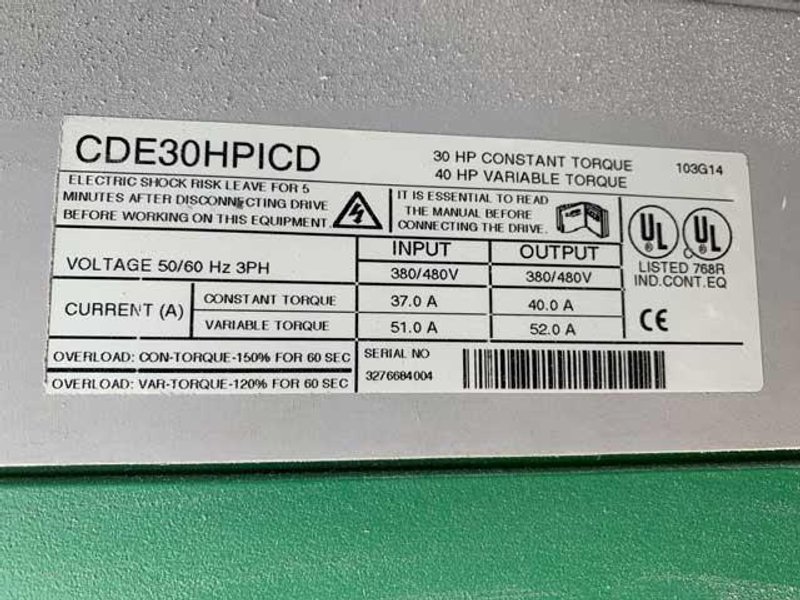 CDE30HPICD
30 HP CONSTANT TORQUE
40 HP VARIABLE TORQUE
103G14
ELECTRIC SHOCK RISK LEAVE FOR 5
MINUTES AFTER DISCONNECTING DRIVE
BEFORE WORKING ON THIS EQUIPMENT.
IT IS ESSENTIAL TO READ
THE MANUAL BEFORE
CONNECTING THE DRIVE.
UL ® UL ®
LISTED 768R
IND.CONT.EQ
CE
INPUT OUTPUT
VOLTAGE 50/60 Hz 3PH 380/480V 380/480V
CURRENT (A) CONSTANT TORQUE 37.0 A 40.0 A
VARIABLE TORQUE 51.0 A 52.0 A
OVERLOAD: CON-TORQUE-150% FOR 60 SEC
OVERLOAD: VAR-TORQUE-120% FOR 60 SEC
SERIAL NO
3276684004